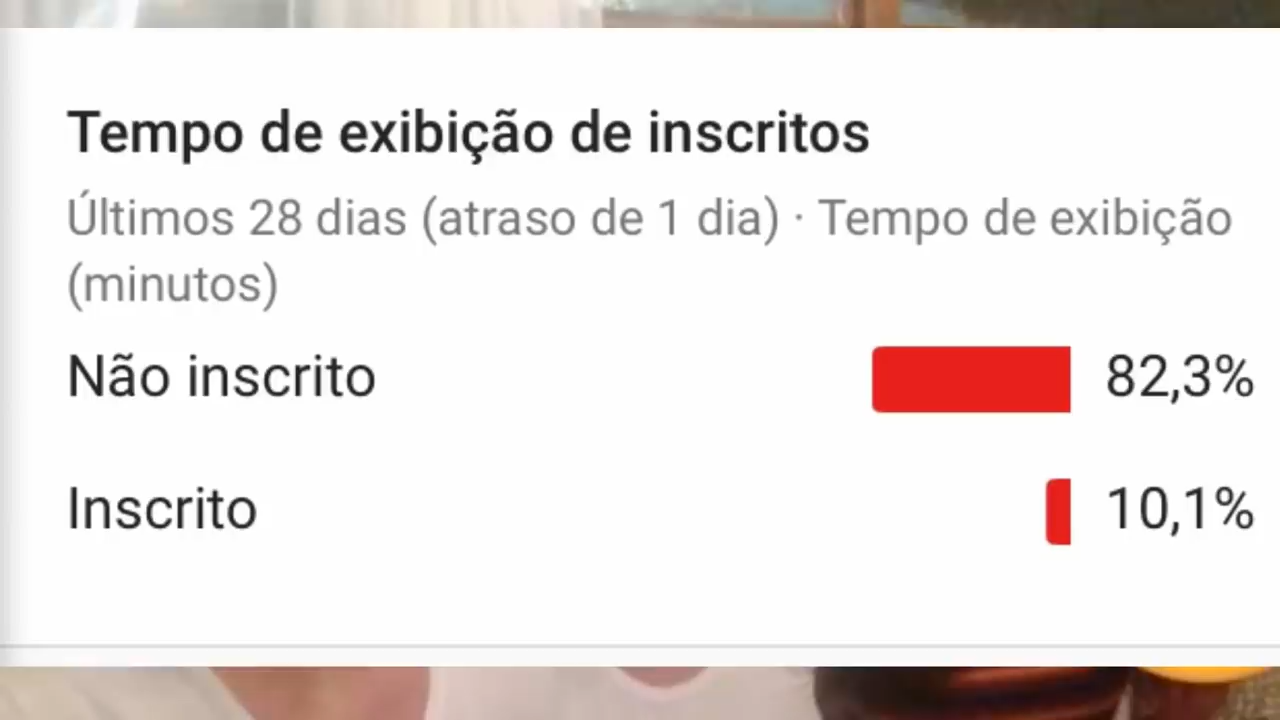 Tempo de exibição de inscritos
Últimos 28 dias (atraso de 1 dia) · Tempo de exibição
(minutos)
Não inscrito 82,3%
Inscrito 10,1%